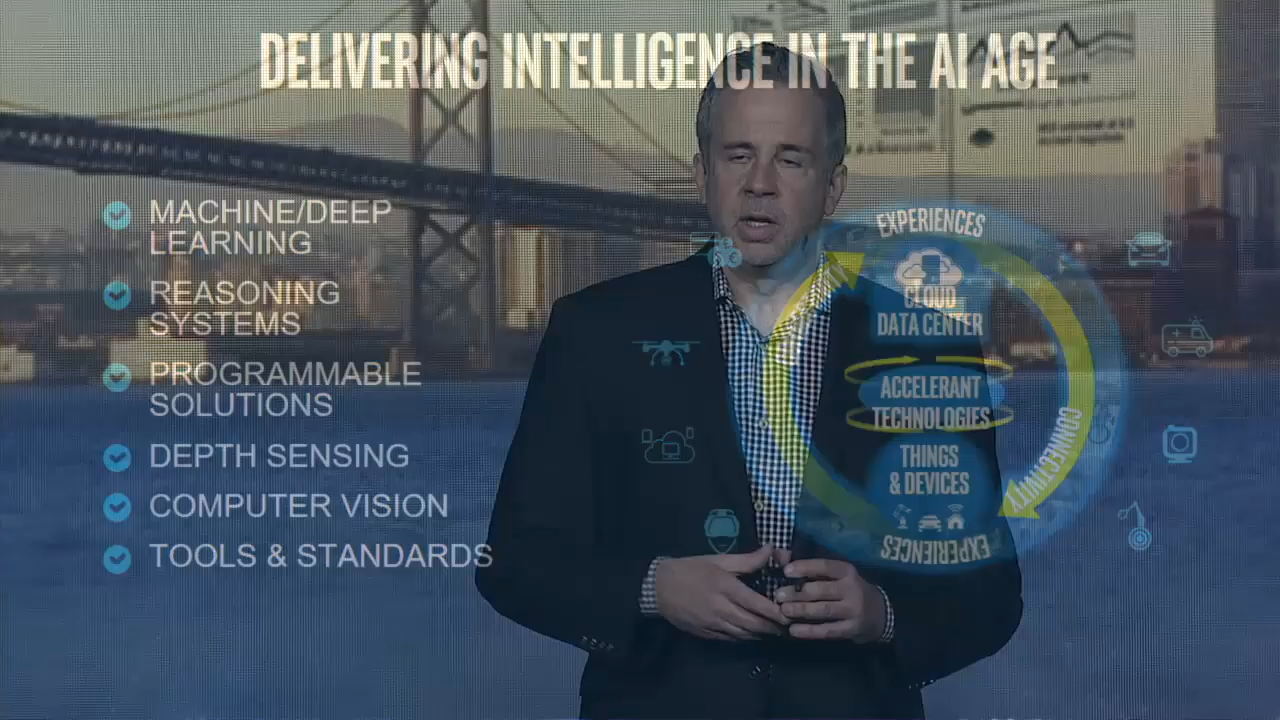 DELIVERING INTELLIGENCE IN THE AI AGE
MACHINE/DEEP
LEARNING
REASONING
SYSTEMS
PROGRAMMABLE
SOLUTIONS
DEPTH SENSING
COMPUTER VISION
TOOLS & STANDARDS
EXPERIENCES
CLOUD
DATA CENTER
ACCELERANT
TECHNOLOGIES
THINGS
& DEVICES
CONNECTIVITY
EXPERIENCES